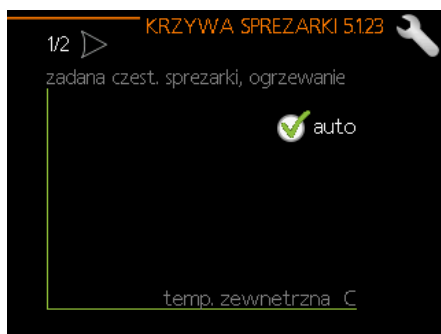 KRZYWA SPREZARKI 5.1.23
1/2
zadana czest. sprezarki, ogrzewanie
auto
temp. zewnetrzna C